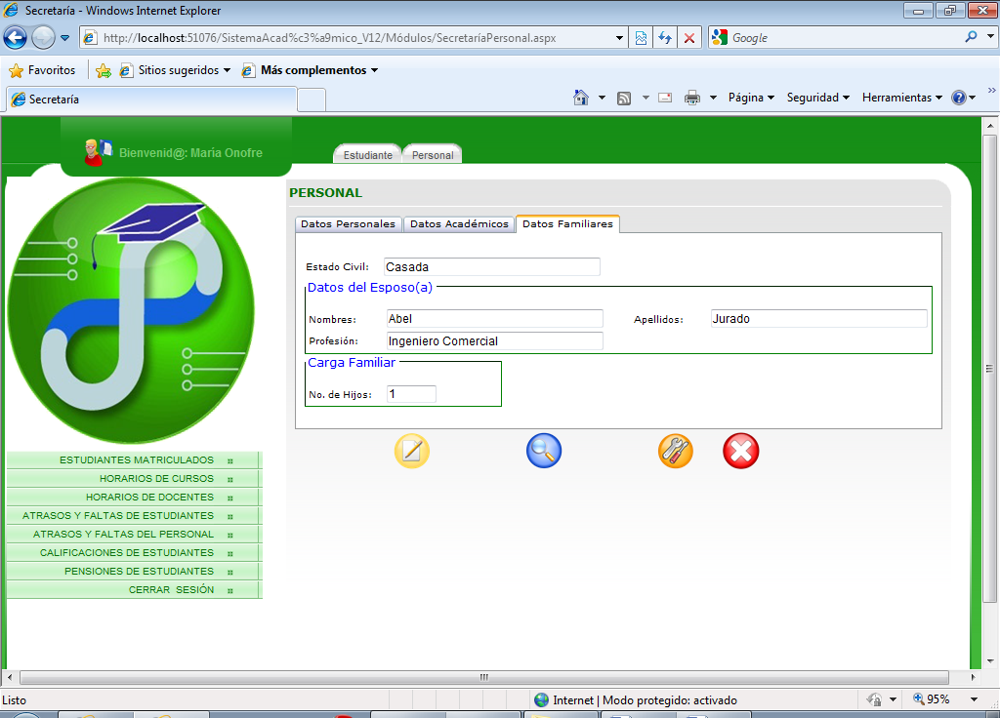 Secretaría - Windows Internet Explorer
http://localhost:51076/SistemaAcad%c3%a9mico_V12/Módulos/SecretaríaPersonal.aspx
Google
Favoritos
Sitios sugeridos
Más complementos
Secretaría
Página
Seguridad
Herramientas
»
Bienvenid@: María Onofre
Estudiante
Personal
PERSONAL
Datos Personales
Datos Académicos
Datos Familiares
Estado Civil: Casada
Datos del Esposo(a)
Nombres: Abel
Apellidos: Jurado
Profesión: Ingeniero Comercial
Carga Familiar
No. de Hijos: 1
ESTUDIANTES MATRICULADOS
HORARIOS DE CURSOS
HORARIOS DE DOCENTES
ATRASOS Y FALTAS DE ESTUDIANTES
ATRASOS Y FALTAS DEL PERSONAL
CALIFICACIONES DE ESTUDIANTES
PENSIONES DE ESTUDIANTES
CERRAR SESIÓN
Listo
Internet | Modo protegido: activado
95%